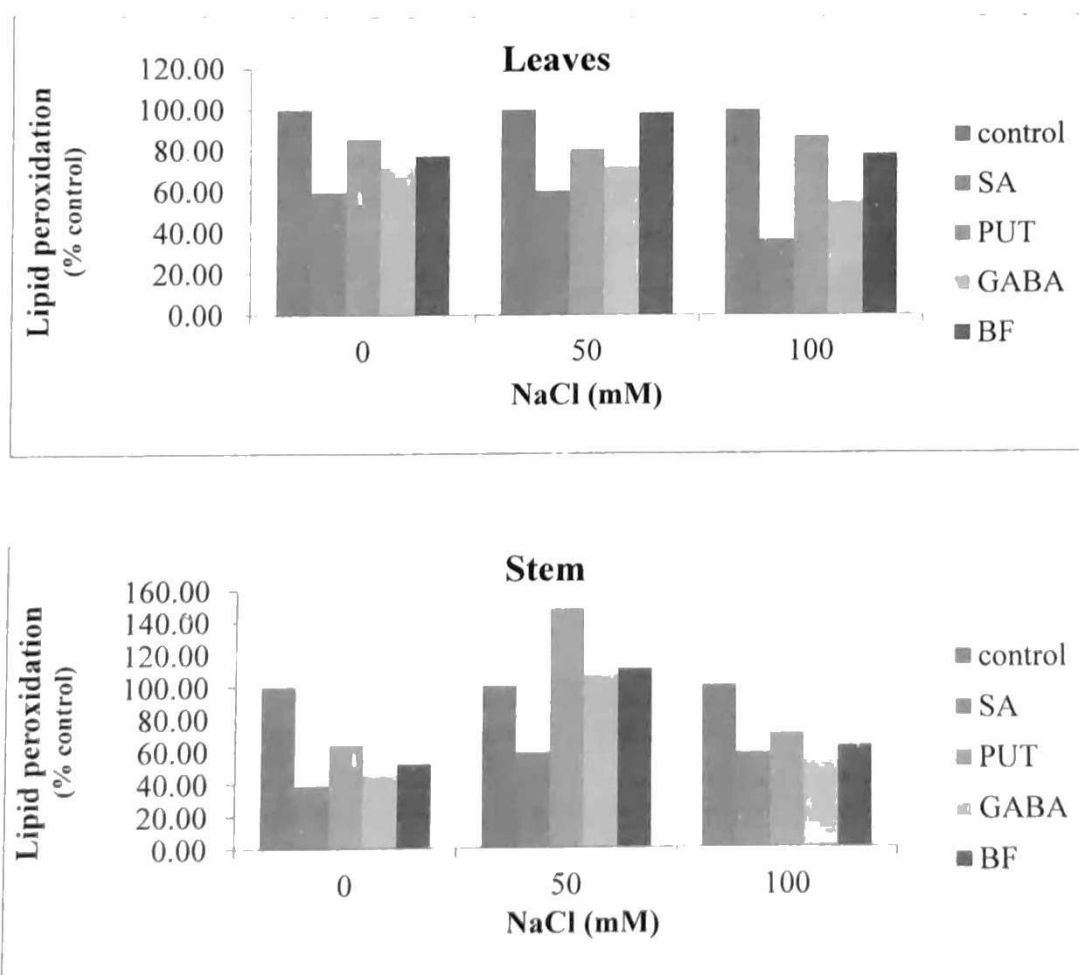 Leaves
Lipid peroxidation
(% control)
120.00
100.00
80.00
60.00
40.00
20.00
0.00
0
50
100
NaCl (mM)
control
SA
PUT
GABA
BF
Stem
Lipid peroxidation
(% control)
160.00
140.00
120.00
100.00
80.00
60.00
40.00
20.00
0.00
0
50
100
NaCl (mM)
control
SA
PUT
GABA
BF